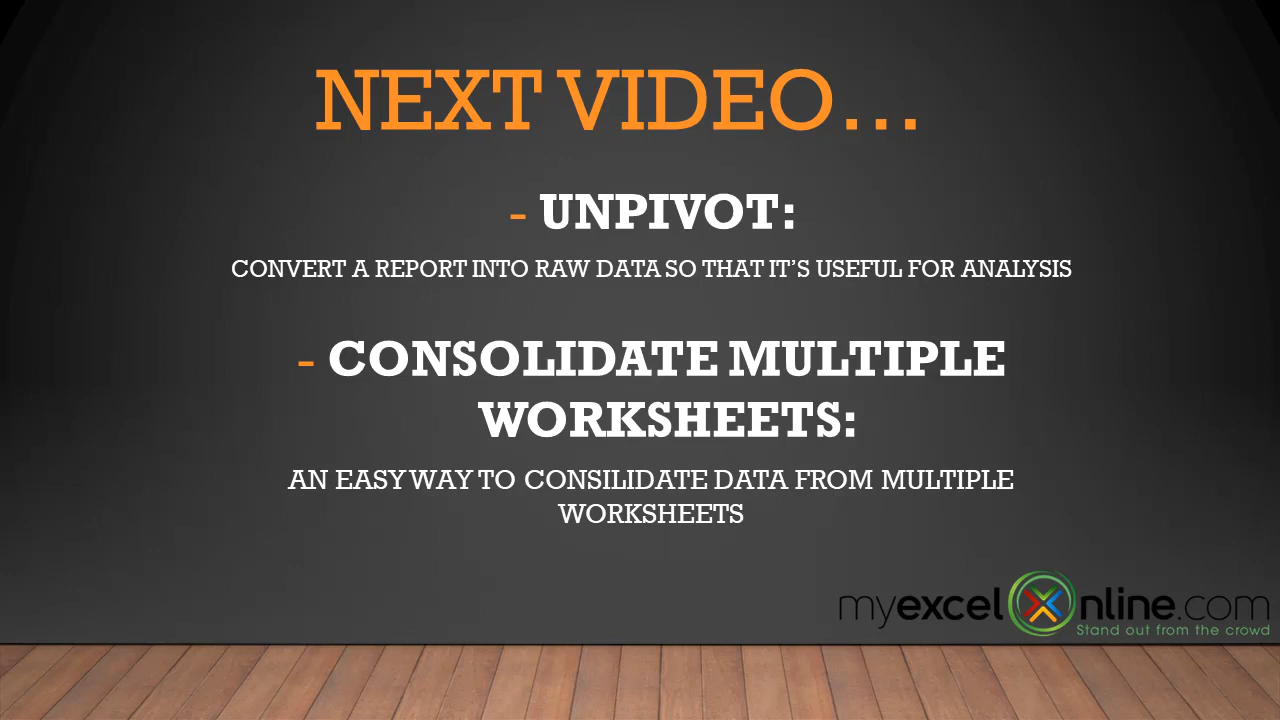 NEXT VIDEO...
- UNPIVOT:
CONVERT A REPORT INTO RAW DATA SO THAT IT'S USEFUL FOR ANALYSIS
- CONSOLIDATE MULTIPLE
WORKSHEETS:
AN EASY WAY TO CONSILIDATE DATA FROM MULTIPLE
WORKSHEETS
myexcelOnline.com
Stand out from the crowd